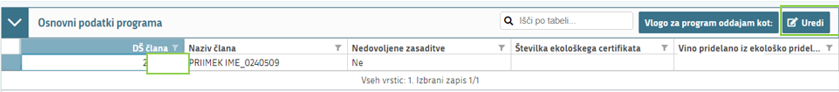 Osnovni podatki programa
Išči po tabeli...
Vlogo za program oddajam kot:
Uredi
DŠ člana
Naziv člana
Nedovoljene zasaditve
Številka ekološkega certifikata
Vino pridelano iz ekološko pridel...
2
PRIIMEK IME_0240509
Ne
Vseh vrstic: 1. Izbrani zapis 1/1